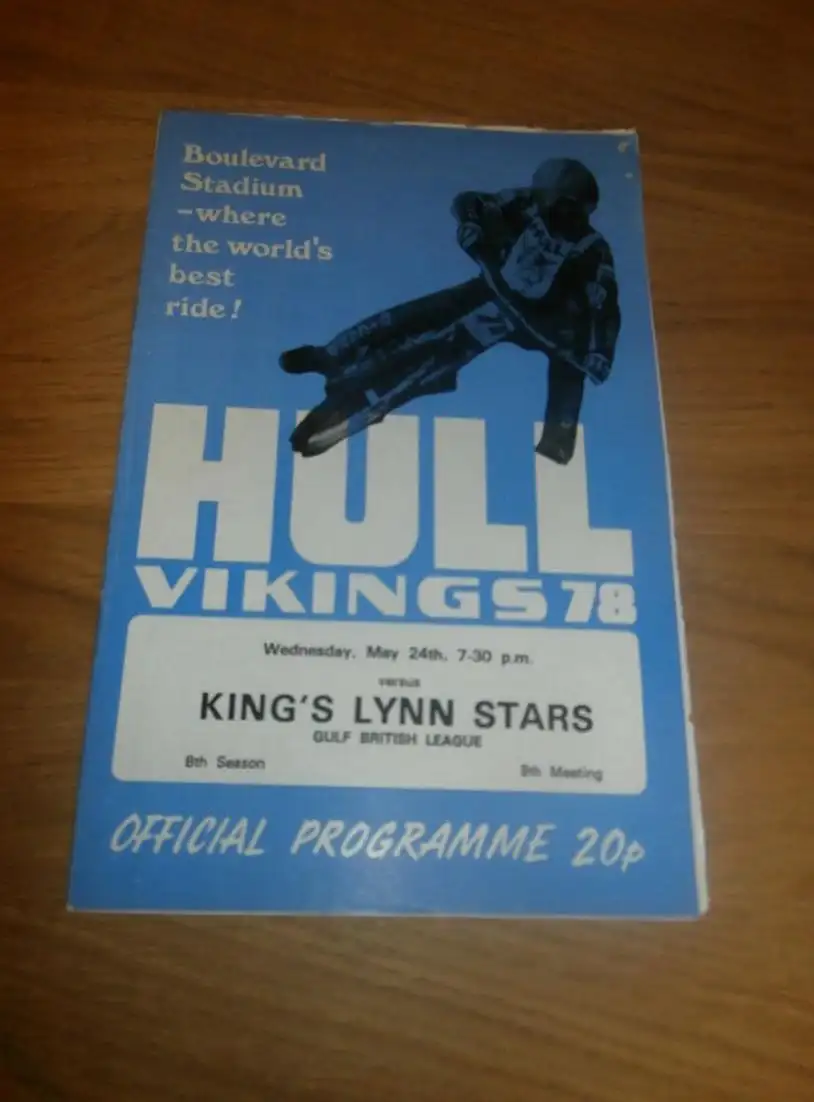 Boulevard
Stadium
-where
the world's
best
ride!
HULL
VIKINGS 78
Wednesday, May 24th, 7-30 p.m.
versus
KING'S LYNN STARS
GULF BRITISH LEAGUE
8th Season
9th Meeting
OFFICIAL PROGRAMME 20p